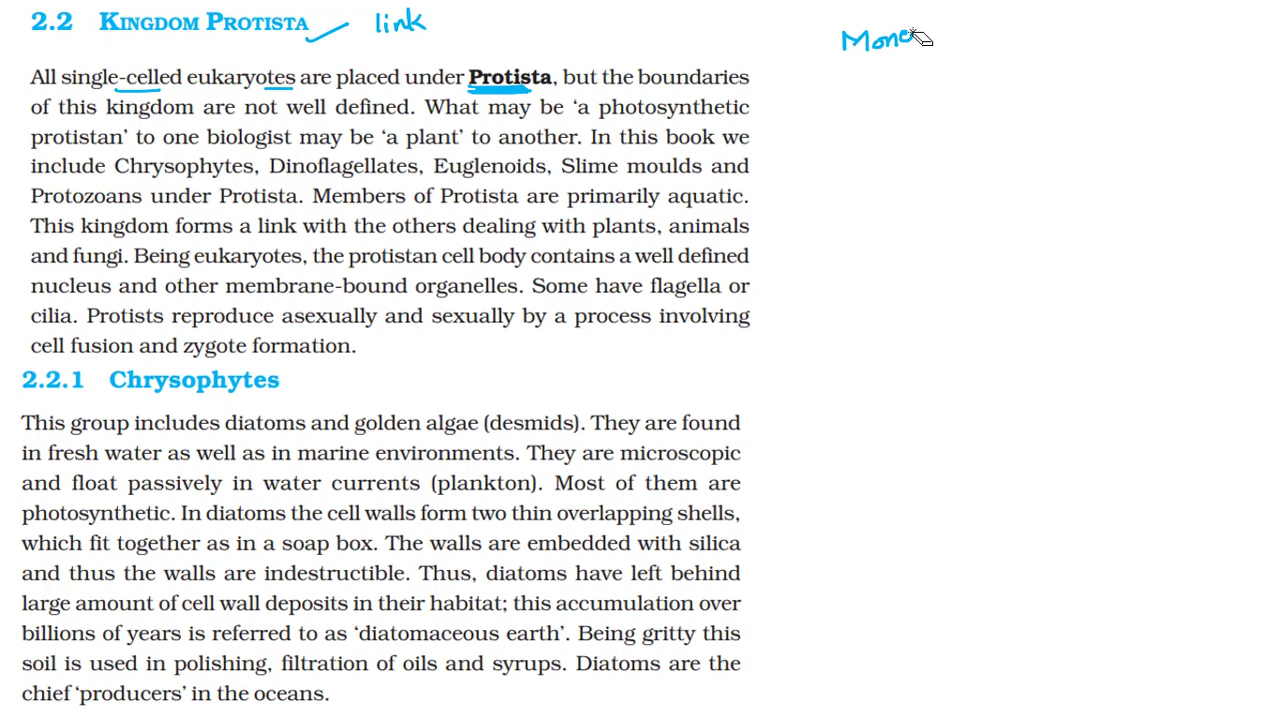 2.2 KINGDOM PROTISTA link
Mone
All single-celled eukaryotes are placed under Protista, but the boundaries
of this kingdom are not well defined. What may be ‘a photosynthetic
protistan’ to one biologist may be ‘a plant’ to another. In this book we
include Chrysophytes, Dinoflagellates, Euglenoids, Slime moulds and
Protozoans under Protista. Members of Protista are primarily aquatic.
This kingdom forms a link with the others dealing with plants, animals
and fungi. Being eukaryotes, the protistan cell body contains a well defined
nucleus and other membrane-bound organelles. Some have flagella or
cilia. Protists reproduce asexually and sexually by a process involving
cell fusion and zygote formation.
2.2.1 Chrysophytes
This group includes diatoms and golden algae (desmids). They are found
in fresh water as well as in marine environments. They are microscopic
and float passively in water currents (plankton). Most of them are
photosynthetic. In diatoms the cell walls form two thin overlapping shells,
which fit together as in a soap box. The walls are embedded with silica
and thus the walls are indestructible. Thus, diatoms have left behind
large amount of cell wall deposits in their habitat; this accumulation over
billions of years is referred to as ‘diatomaceous earth’. Being gritty this
soil is used in polishing, filtration of oils and syrups. Diatoms are the
chief ‘producers’ in the oceans.